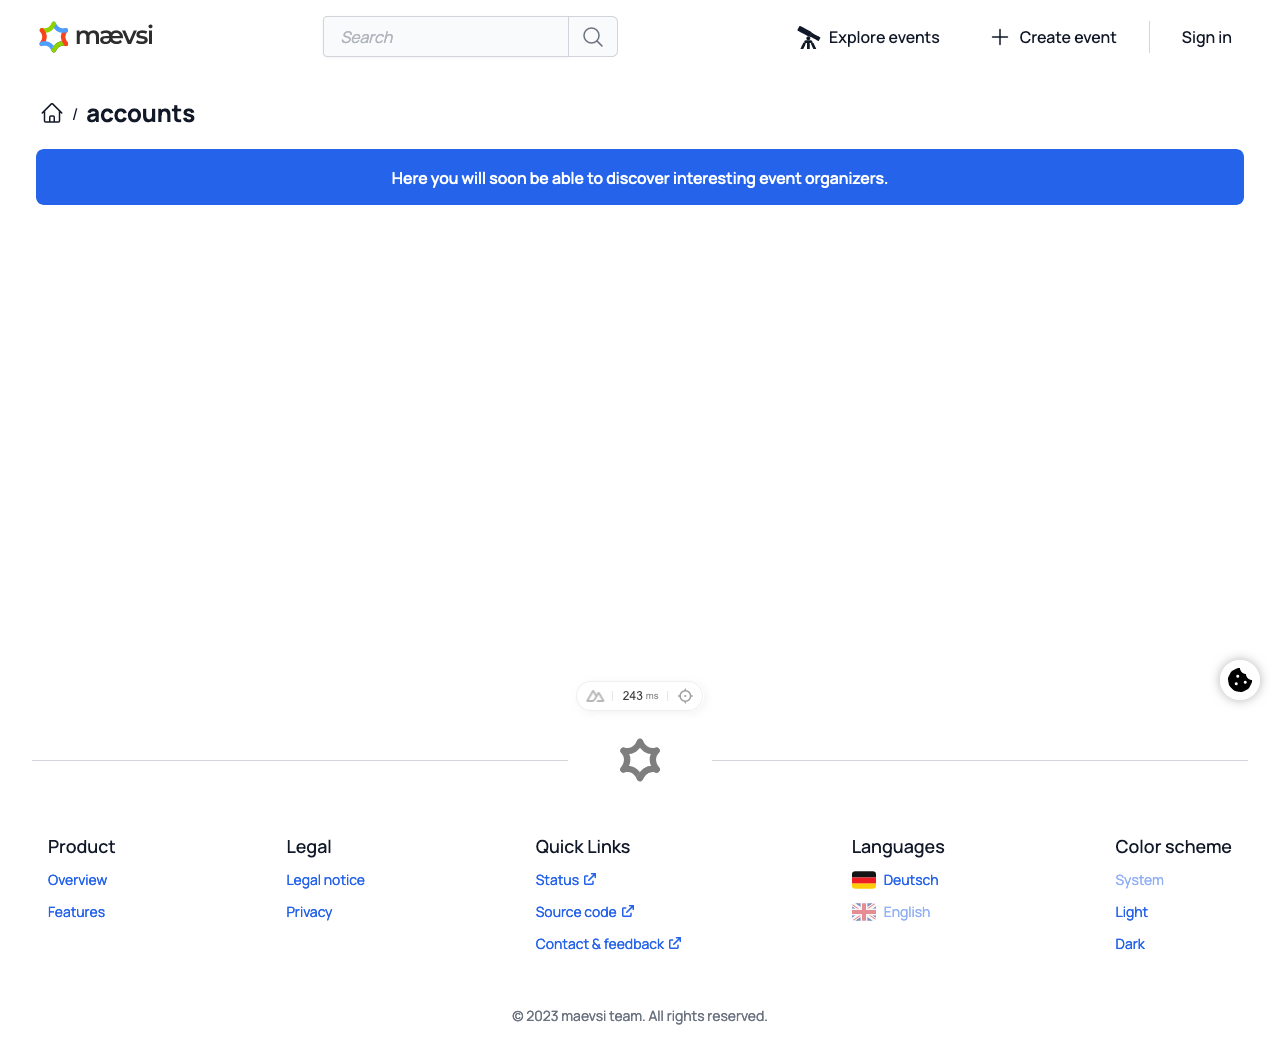 mævsi
Search
Explore events
Create event
Sign in
/ accounts
Here you will soon be able to discover interesting event organizers.
243 ms
Product
Overview
Features
Legal
Legal notice
Privacy
Quick Links
Status
Source code
Contact & feedback
Languages
Deutsch
English
Color scheme
System
Light
Dark
© 2023 maevsi team. All rights reserved.